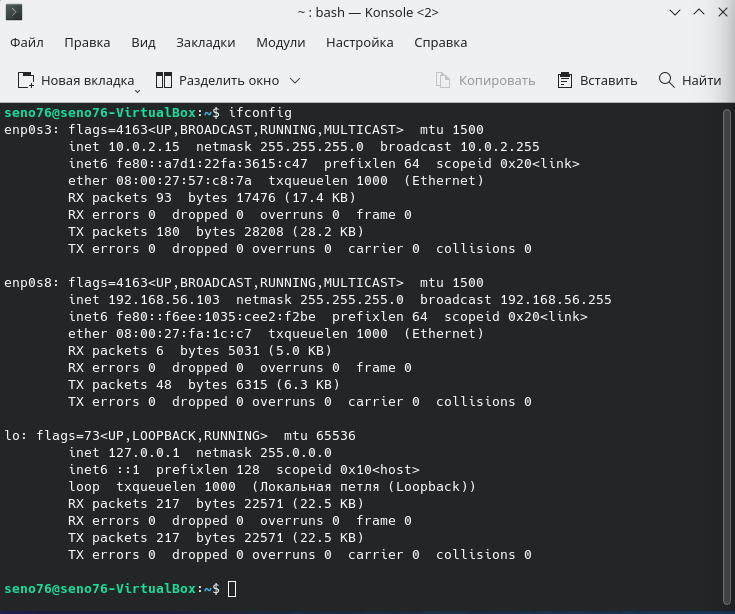 ~ : bash — Konsole <2>
Файл Правка Вид Закладки Модули Настройка Справка
Новая вкладка Разделить окно Копировать Вставить Найти
seno76@seno76-VirtualBox:~$ ifconfig
enp0s3: flags=4163<UP,BROADCAST,RUNNING,MULTICAST>  mtu 1500
        inet 10.0.2.15  netmask 255.255.255.0  broadcast 10.0.2.255
        inet6 fe80::a7d1:22fa:3615:c47  prefixlen 64  scopeid 0x20<link>
        ether 08:00:27:57:c8:7a  txqueuelen 1000  (Ethernet)
        RX packets 93  bytes 17476 (17.4 KB)
        RX errors 0  dropped 0  overruns 0  frame 0
        TX packets 180  bytes 28208 (28.2 KB)
        TX errors 0  dropped 0 overruns 0  carrier 0  collisions 0

enp0s8: flags=4163<UP,BROADCAST,RUNNING,MULTICAST>  mtu 1500
        inet 192.168.56.103  netmask 255.255.255.0  broadcast 192.168.56.255
        inet6 fe80::f6ee:1035:cee2:f2be  prefixlen 64  scopeid 0x20<link>
        ether 08:00:27:fa:1c:c7  txqueuelen 1000  (Ethernet)
        RX packets 6  bytes 5031 (5.0 KB)
        RX errors 0  dropped 0  overruns 0  frame 0
        TX packets 48  bytes 6315 (6.3 KB)
        TX errors 0  dropped 0 overruns 0  carrier 0  collisions 0

lo: flags=73<UP,LOOPBACK,RUNNING>  mtu 65536
        inet 127.0.0.1  netmask 255.0.0.0
        inet6 ::1  prefixlen 128  scopeid 0x10<host>
        loop  txqueuelen 1000  (Локальная петля (Loopback))
        RX packets 217  bytes 22571 (22.5 KB)
        RX errors 0  dropped 0  overruns 0  frame 0
        TX packets 217  bytes 22571 (22.5 KB)
        TX errors 0  dropped 0 overruns 0  carrier 0  collisions 0

seno76@seno76-VirtualBox:~$